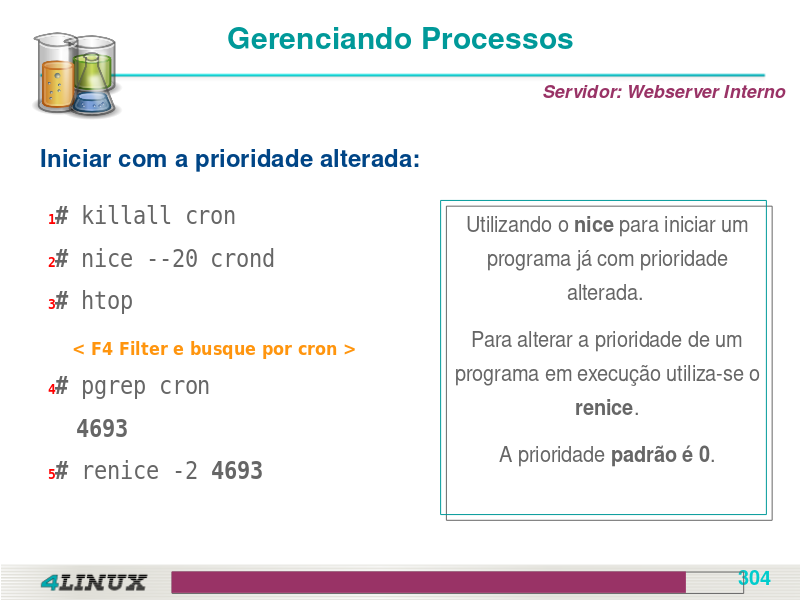 Gerenciando Processos
Servidor: Webserver Interno
Iniciar com a prioridade alterada:
1# killall cron
2# nice --20 crond
3# htop
< F4 Filter e busque por cron >
4# pgrep cron
4693
5# renice -2 4693
Utilizando o nice para iniciar um
programa já com prioridade
alterada.
Para alterar a prioridade de um
programa em execução utiliza-se o
renice.
A prioridade padrão é 0.
4LINUX
304